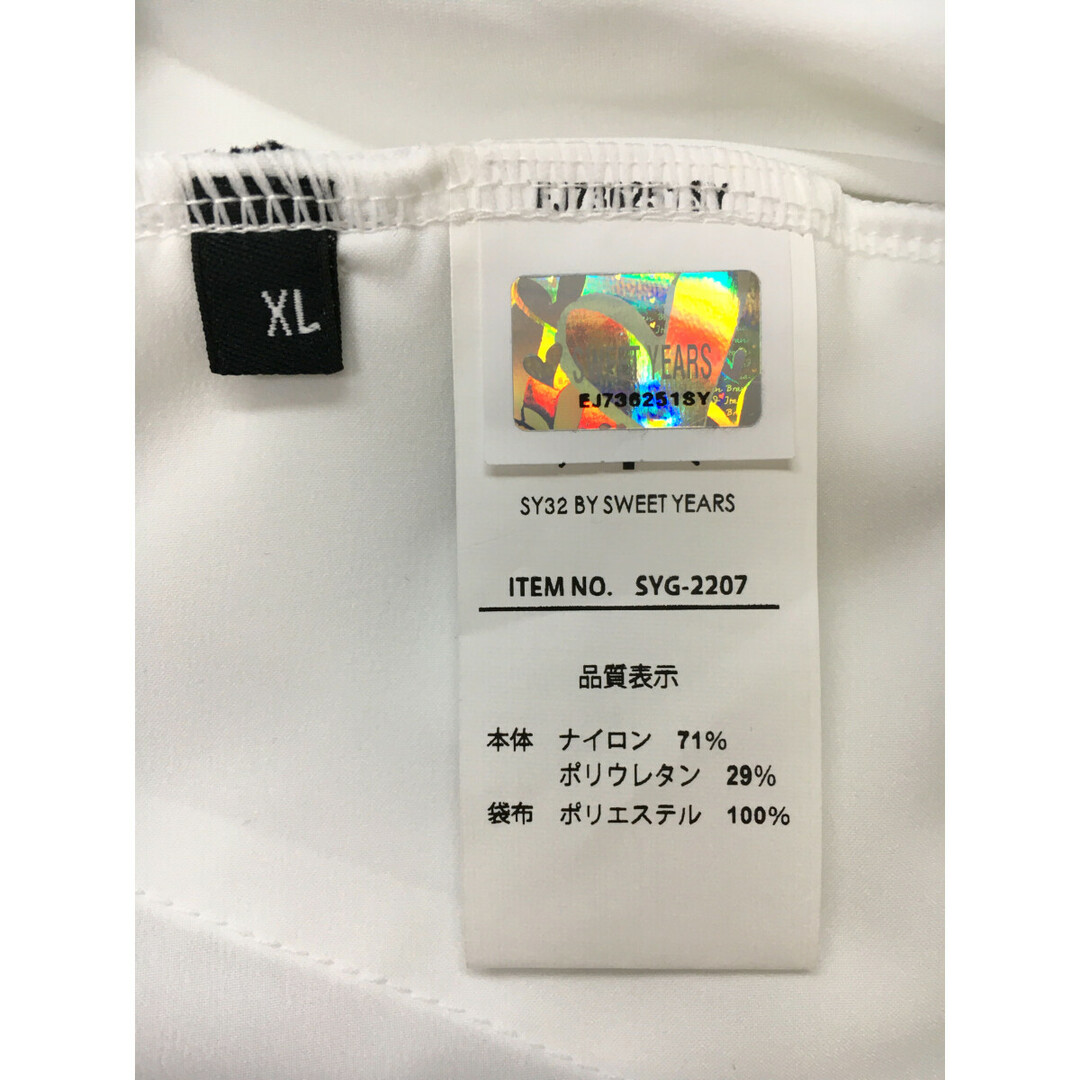 EJ736251SY
XL
SWEET YEARS
EJ736251SY
SY32 BY SWEET YEARS
ITEM NO. SYG-2207
品質表示
本体 ナイロン 71%
ポリウレタン 29%
袋布 ポリエステル 100%